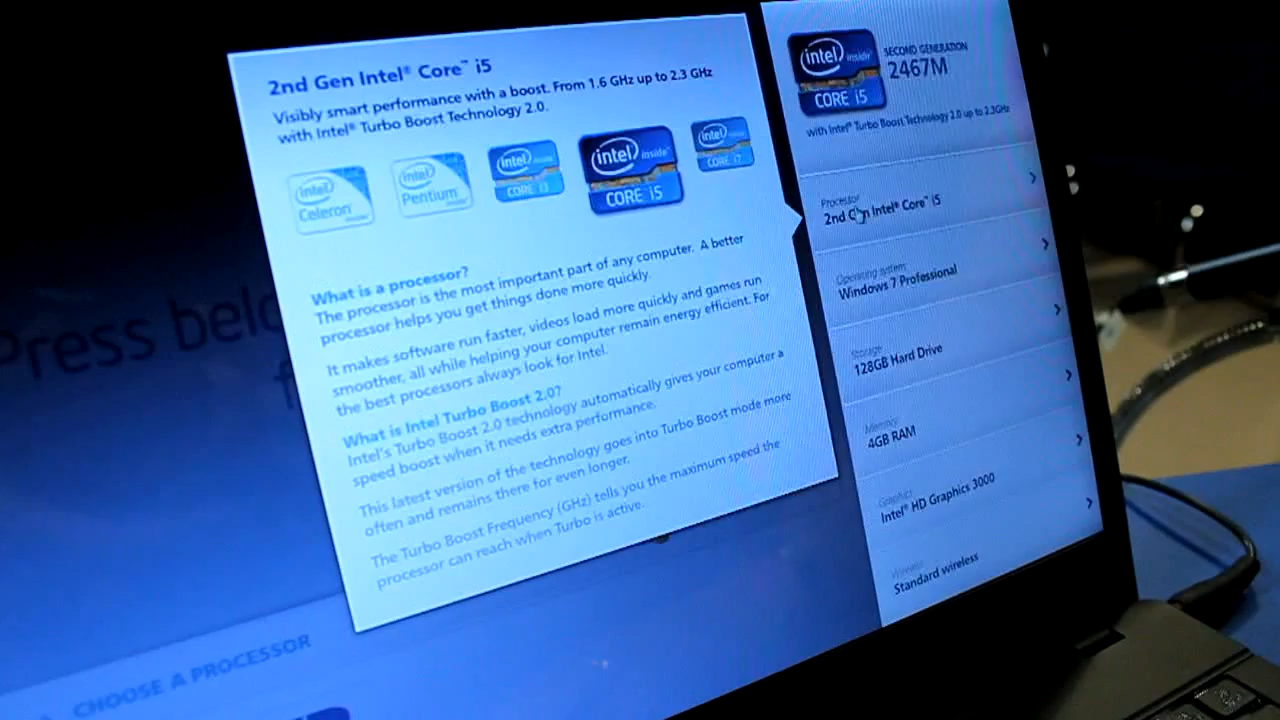 2nd Gen Intel® Core™ i5
Visibly smart performance with a boost. From 1.6 GHz up to 2.3 GHz
with Intel® Turbo Boost Technology 2.0.
intel
Celeron
intel
Pentium
intel inside
CORE i3
intel inside™
CORE i5
intel inside
CORE i7
What is a processor?
The processor is the most important part of any computer. A better
processor helps you get things done more quickly.
It makes software run faster, videos load more quickly and games run
smoother, all while helping your computer remain energy efficient. For
the best processors always look for Intel.
What is Intel Turbo Boost 2.0?
Intel's Turbo Boost 2.0 technology automatically gives your computer a
speed boost when it needs extra performance.
This latest version of the technology goes into Turbo Boost mode more
often and remains there for even longer.
The Turbo Boost Frequency (GHz) tells you the maximum speed the
processor can reach when Turbo is active.
intel inside™
CORE i5
SECOND GENERATION
2467M
with Intel® Turbo Boost Technology 2.0 up to 2.3GHz
Processor
2nd Gen Intel® Core™ i5
Operating system
Windows 7 Professional
Storage
128GB Hard Drive
Memory
4GB RAM
Graphics
Intel® HD Graphics 3000
Wireless
Standard wireless
Press
CHOOSE A PROCESSOR